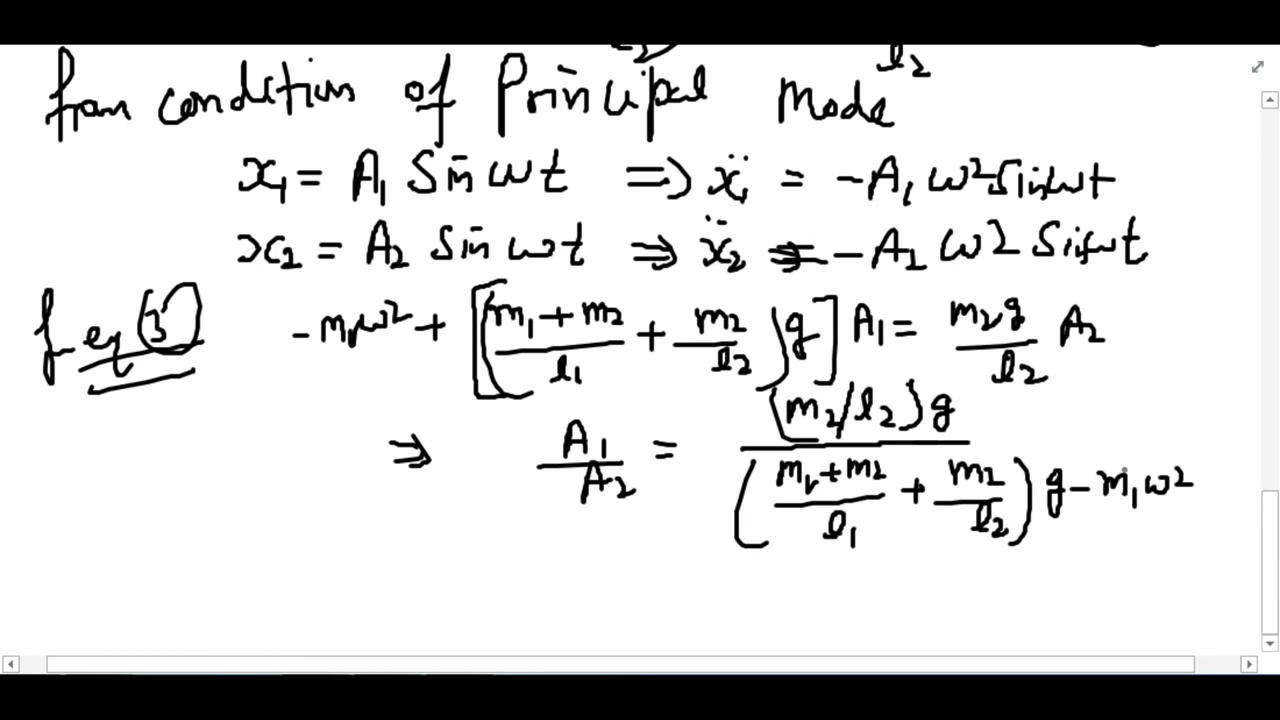 l₂
from condition of Principal Mode
x₁ = A₁ Sin ωt ⇒ ẍ₁ = -A₁ω² Sin ωt
x₂ = A₂ Sin ωt ⇒ ẍ₂ = -A₂ ω² Sin ωt
f eq (3) -m₁ω² + [((m₁+m₂)/l₁ + m₂/l₂) g] A₁ = (m₂g/l₂) A₂
⇒ A₁/A₂ = (m₂/l₂)g / (((m₁+m₂)/l₁ + m₂/l₂) g - m₁ω²)